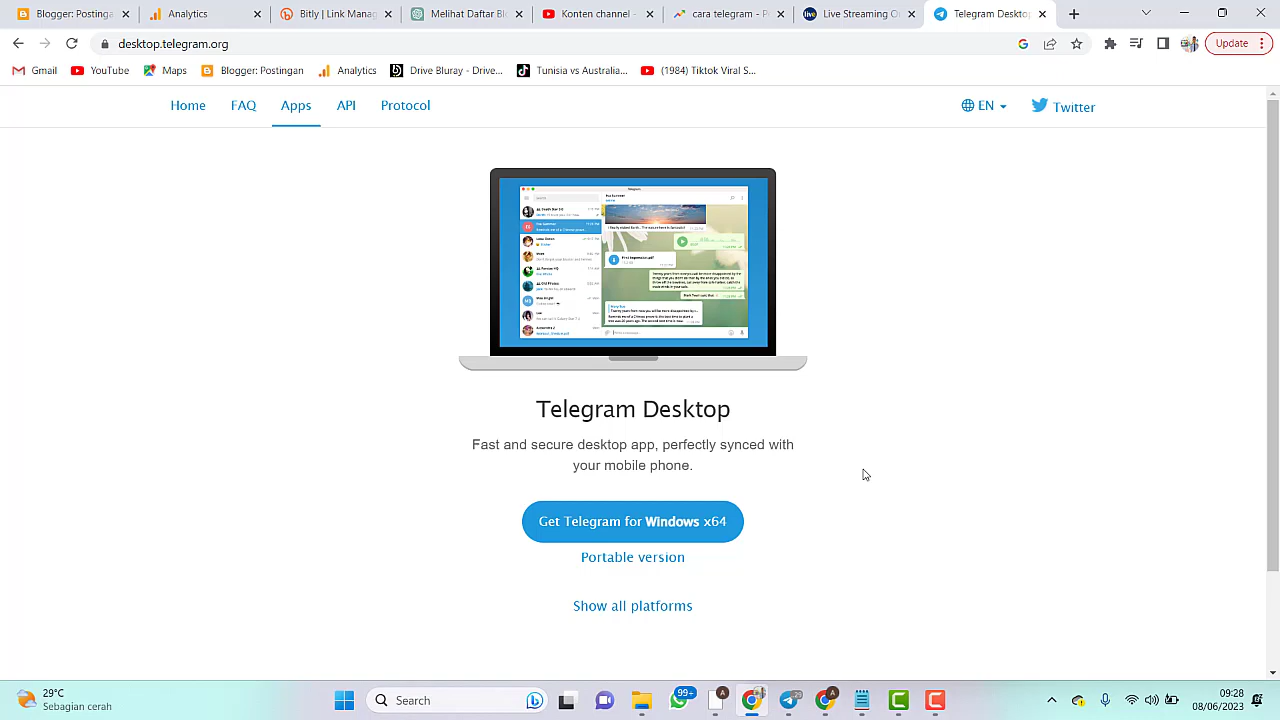 Blogger: Postinga
Analytics
Bitly | Link Mana
Melihat Daftar Bl
Konten channel -
cara telegram - P
Live Streaming O
Telegram Desktop
desktop.telegram.org
Update
Gmail
YouTube
Maps
Blogger: Postingan
Analytics
Drive Bluray - Drive...
Tunisia vs Australia...
(1984) Tiktok Viral S...
Home
FAQ
Apps
API
Protocol
EN
Twitter
Telegram Desktop
Fast and secure desktop app, perfectly synced with
your mobile phone.
Get Telegram for Windows x64
Portable version
Show all platforms
29°C
Sebagian cerah
Search
99+
09:28
08/06/2023